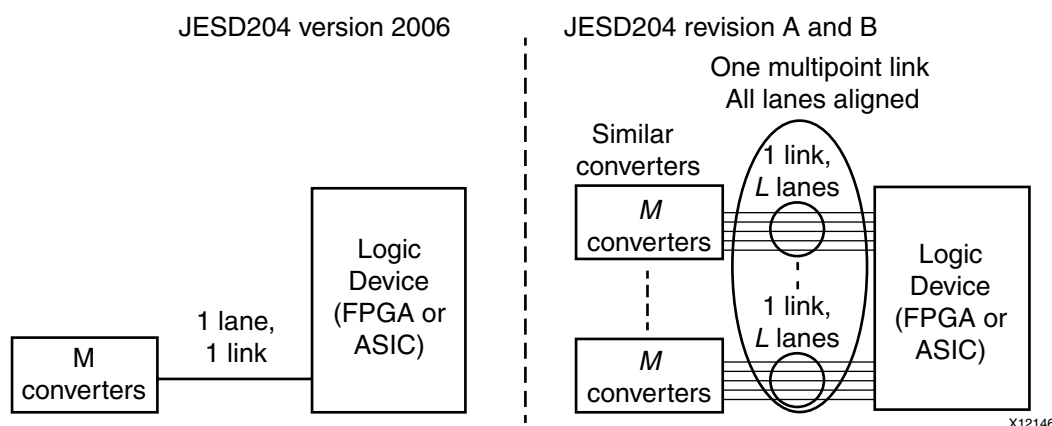 JESD204 version 2006
M
converters
1 lane,
1 link
Logic
Device
(FPGA or
ASIC)
JESD204 revision A and B
One multipoint link
All lanes aligned
Similar
converters
M
converters
1 link,
L lanes
M
converters
1 link,
L lanes
Logic
Device
(FPGA or
ASIC)
X12146